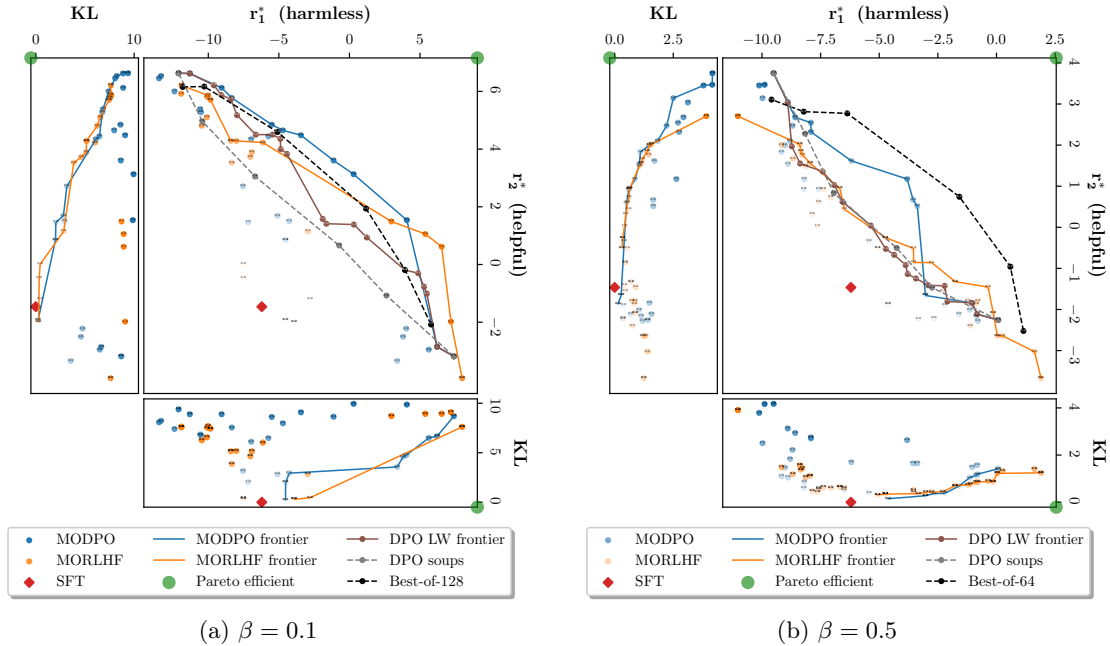 KL
r₁* (harmless)
0 10
−10 −5 0 5
6
4
2
0
−2
r₂* (helpful)
10
5
0
KL
MODPO
MORLHF
SFT
MODPO frontier
MORLHF frontier
Pareto efficient
DPO LW frontier
DPO soups
Best-of-128
(a) β = 0.1
KL
r₁* (harmless)
0.0 2.5
−10.0 −7.5 −5.0 −2.5 0.0 2.5
4
3
2
1
0
−1
−2
−3
r₂* (helpful)
4
2
0
KL
MODPO
MORLHF
SFT
MODPO frontier
MORLHF frontier
Pareto efficient
DPO LW frontier
DPO soups
Best-of-64
(b) β = 0.5